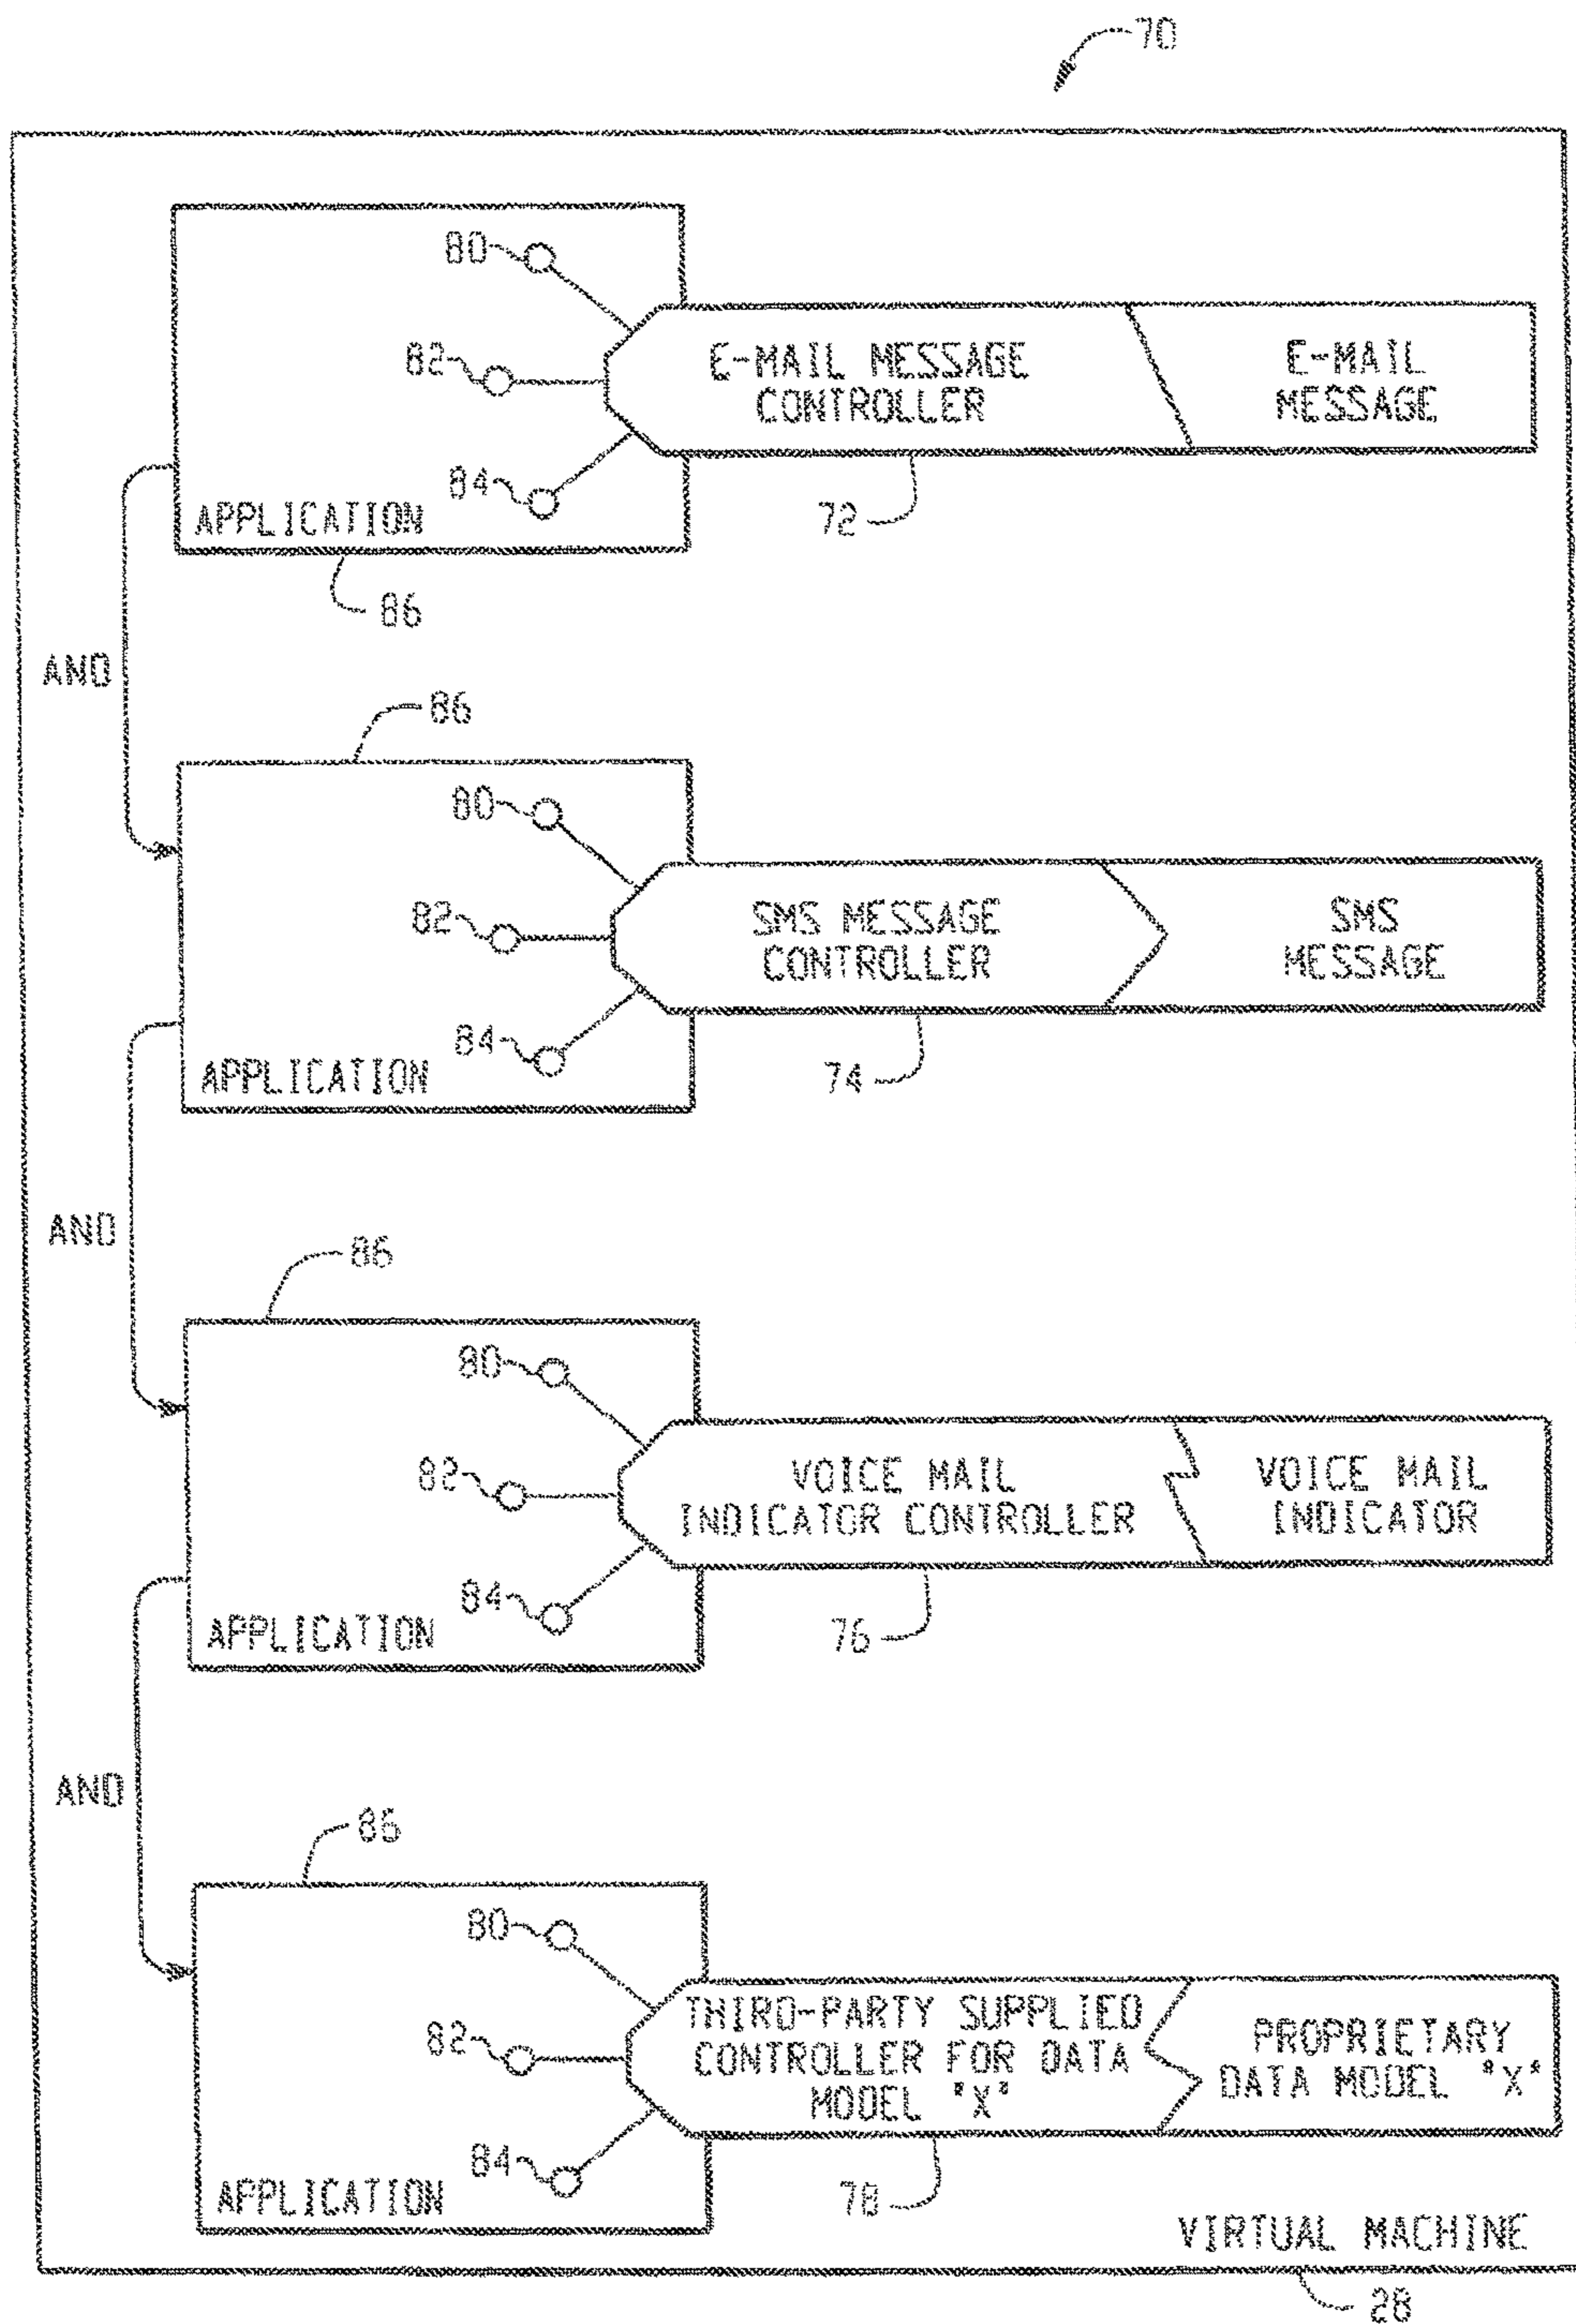 70
80
82
E-MAIL MESSAGE
CONTROLLER
E-MAIL
MESSAGE
84
APPLICATION
72
86
AND
86
80
82
SMS MESSAGE
CONTROLLER
SMS
MESSAGE
84
APPLICATION
74
AND
86
80
82
VOICE MAIL
INDICATOR CONTROLLER
VOICE MAIL
INDICATOR
84
APPLICATION
76
AND
86
80
82
THIRD-PARTY SUPPLIED
CONTROLLER FOR DATA
MODEL "X"
PROPRIETARY
DATA MODEL "X"
84
APPLICATION
78
VIRTUAL MACHINE
28